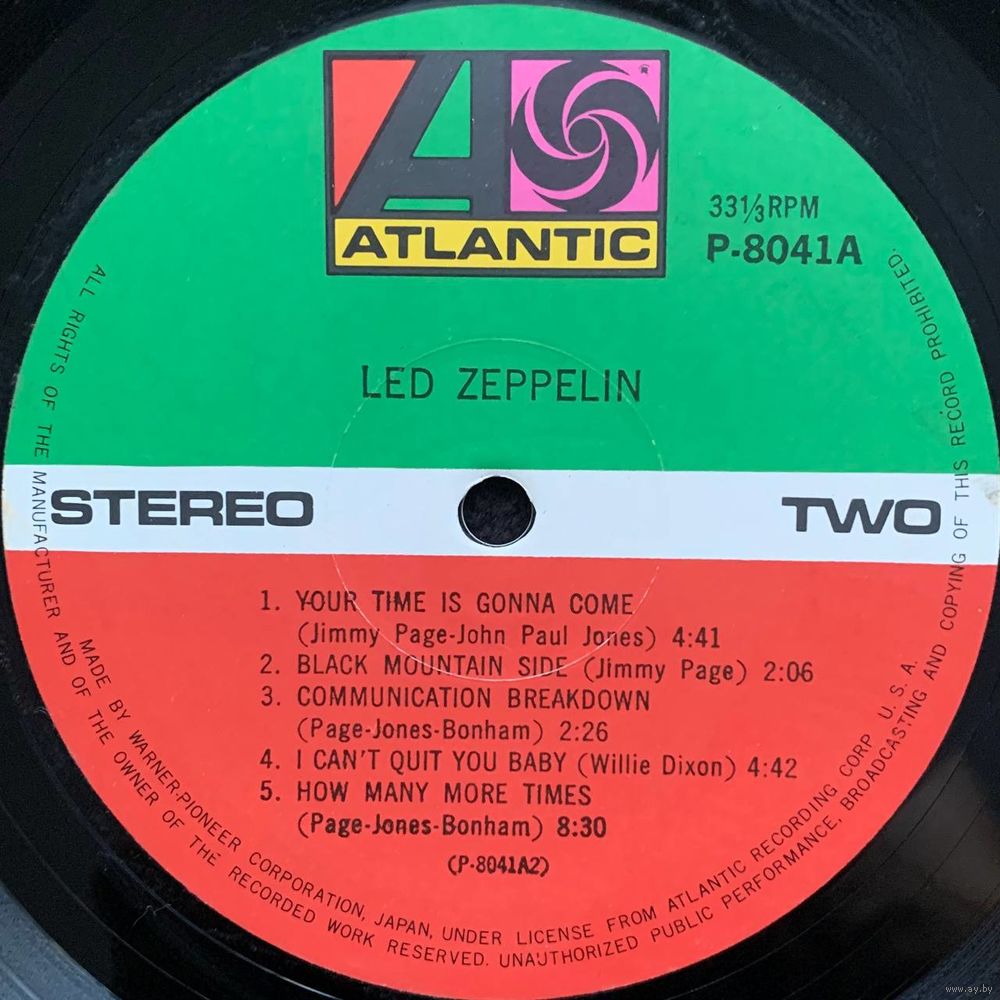 ®
ATLANTIC
33⅓RPM
P-8041A
LED ZEPPELIN
STEREO
TWO
1. YOUR TIME IS GONNA COME
(Jimmy Page-John Paul Jones) 4:41
2. BLACK MOUNTAIN SIDE (Jimmy Page) 2:06
3. COMMUNICATION BREAKDOWN
(Page-Jones-Bonham) 2:26
4. I CAN'T QUIT YOU BABY (Willie Dixon) 4:42
5. HOW MANY MORE TIMES
(Page-Jones-Bonham) 8:30
(P-8041A2)
MADE BY WARNER-PIONEER CORPORATION, JAPAN, UNDER LICENSE FROM ATLANTIC RECORDING CORP U. S. A.
ALL RIGHTS OF THE MANUFACTURER AND OF THE OWNER OF THE RECORDED WORK RESERVED. UNAUTHORIZED PUBLIC PERFORMANCE, BROADCASTING AND COPYING OF THIS RECORD PROHIBITED.
www.ay.by